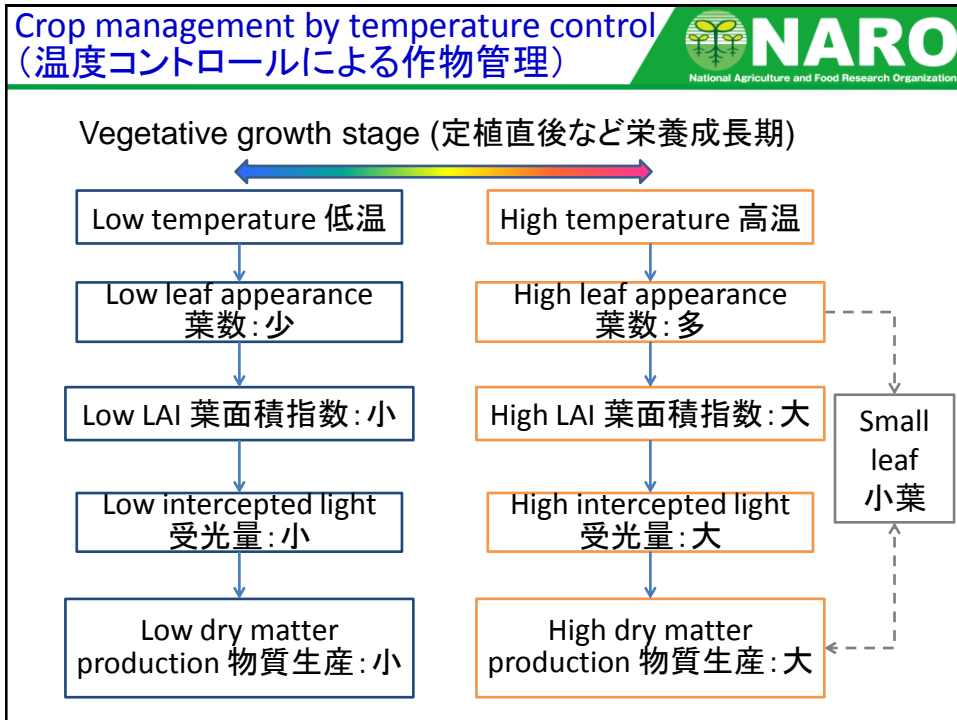 Crop management by temperature control
（温度コントロールによる作物管理）
NARO
National Agriculture and Food Research Organization
Vegetative growth stage (定植直後など栄養成長期)
Low temperature 低温
High temperature 高温
Low leaf appearance
葉数：少
High leaf appearance
葉数：多
Low LAI 葉面積指数：小
High LAI 葉面積指数：大
Small
leaf
小葉
Low intercepted light
受光量：小
High intercepted light
受光量：大
Low dry matter
production 物質生産：小
High dry matter
production 物質生産：大